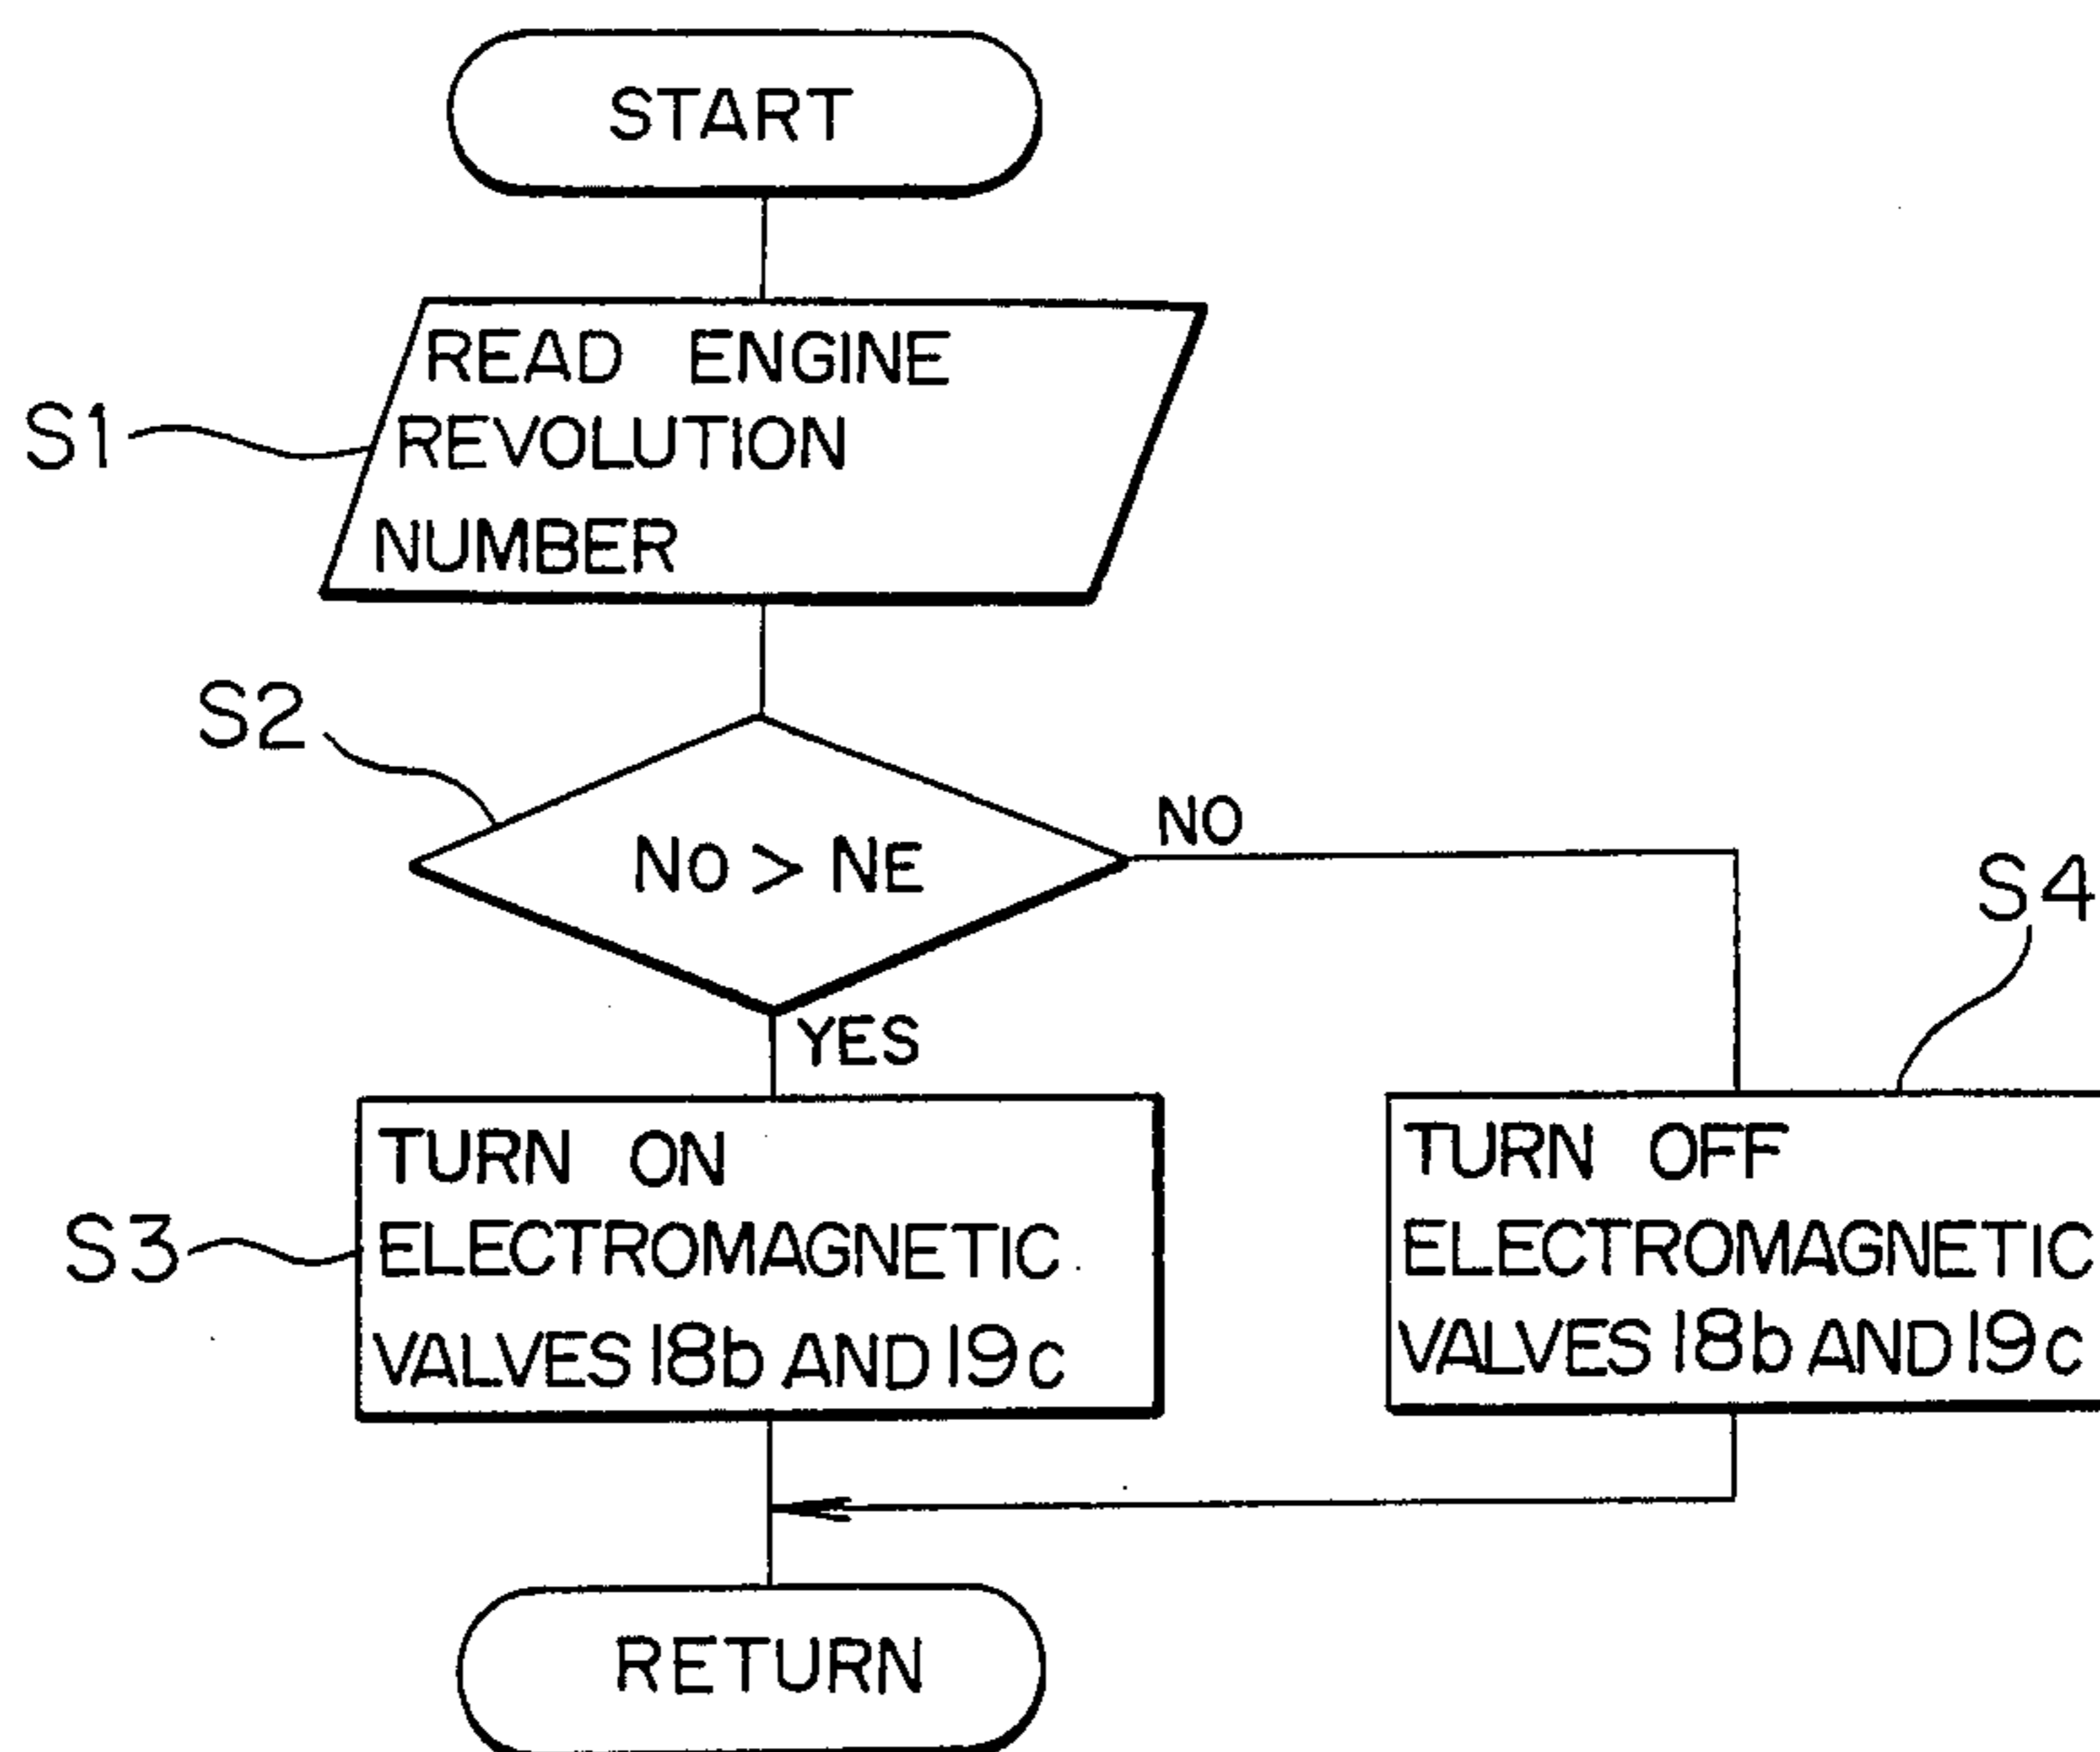 START
S1
READ ENGINE
REVOLUTION
NUMBER
S2
NO > NE
NO
YES
S3
TURN ON
ELECTROMAGNETIC
VALVES 18b AND 19c
S4
TURN OFF
ELECTROMAGNETIC
VALVES 18b AND 19c
RETURN